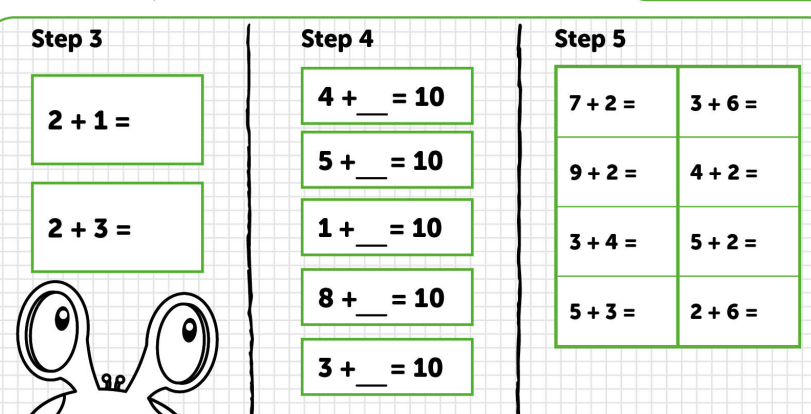 Step 3
2 + 1 =
2 + 3 =
Step 4
4 + __ = 10
5 + __ = 10
1 + __ = 10
8 + __ = 10
3 + __ = 10
Step 5
7 + 2 = 3 + 6 =
9 + 2 = 4 + 2 =
3 + 4 = 5 + 2 =
5 + 3 = 2 + 6 =